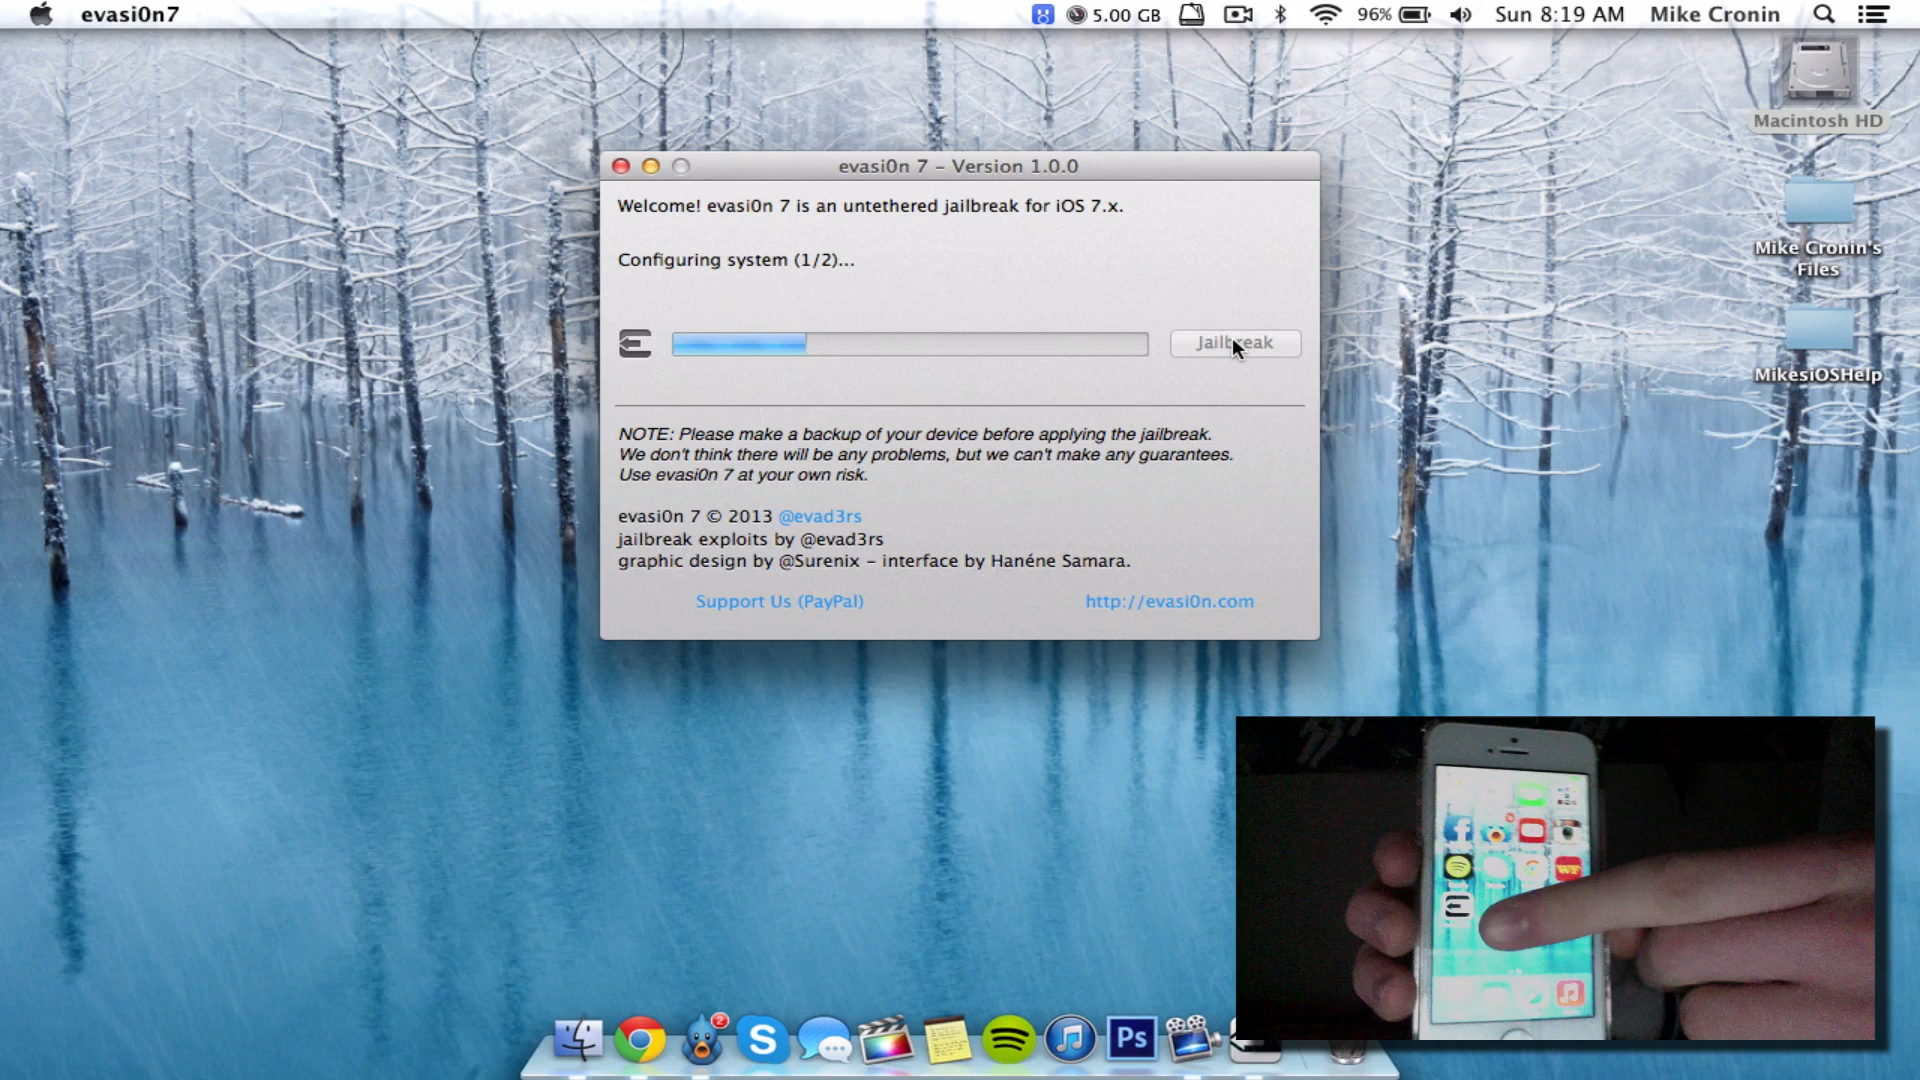 evasi0n7
5.00 GB
96%
Sun 8:19 AM
Mike Cronin
Macintosh HD
Mike Cronin's
Files
MikesiOSHelp
evasi0n 7 – Version 1.0.0
Welcome! evasi0n 7 is an untethered jailbreak for iOS 7.x.
Configuring system (1/2)...
Jailbreak
NOTE: Please make a backup of your device before applying the jailbreak.
We don't think there will be any problems, but we can't make any guarantees.
Use evasi0n 7 at your own risk.
evasi0n 7 © 2013 @evad3rs
jailbreak exploits by @evad3rs
graphic design by @Surenix – interface by Hanéne Samara.
Support Us (PayPal)
http://evasi0n.com
WF
2
S
Ps